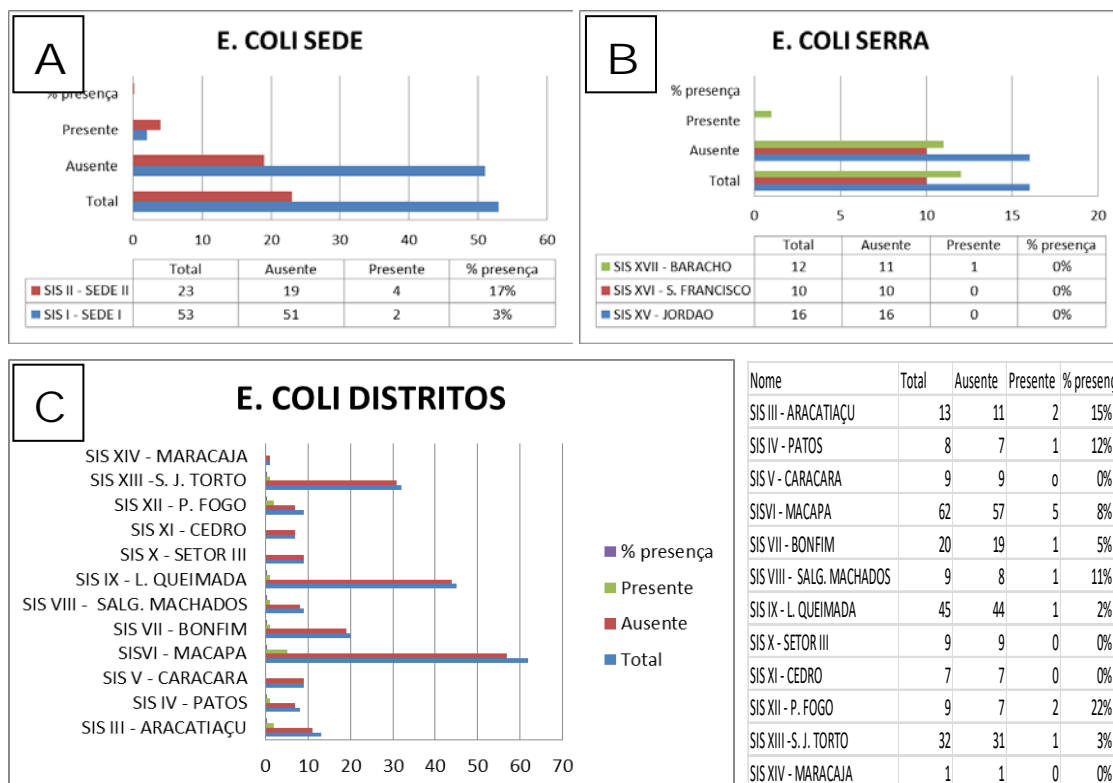 A
E. COLI SEDE
% presença
Presente
Ausente
Total
0 10 20 30 40 50 60
Total Ausente Presente % presença
SIS II - SEDE II 23 19 4 17%
SIS I - SEDE I 53 51 2 3%
B
E. COLI SERRA
% presença
Presente
Ausente
Total
0 5 10 15 20
Total Ausente Presente % presença
SIS XVII - BARACHO 12 11 1 0%
SIS XVI - S. FRANCISCO 10 10 0 0%
SIS XV - JORDAO 16 16 0 0%
C
E. COLI DISTRITOS
SIS XIV - MARACAJA
SIS XIII -S. J. TORTO
SIS XII - P. FOGO
SIS XI - CEDRO
SIS X - SETOR III
SIS IX - L. QUEIMADA
SIS VIII - SALG. MACHADOS
SIS VII - BONFIM
SISVI - MACAPA
SIS V - CARACARA
SIS IV - PATOS
SIS III - ARACATIAÇU
0 10 20 30 40 50 60 70
% presença
Presente
Ausente
Total
Nome Total Ausente Presente % presenç
SIS III - ARACATIAÇU 13 11 2 15%
SIS IV - PATOS 8 7 1 12%
SIS V - CARACARA 9 9 o 0%
SISVI - MACAPA 62 57 5 8%
SIS VII - BONFIM 20 19 1 5%
SIS VIII - SALG. MACHADOS 9 8 1 11%
SIS IX - L. QUEIMADA 45 44 1 2%
SIS X - SETOR III 9 9 0 0%
SIS XI - CEDRO 7 7 0 0%
SIS XII - P. FOGO 9 7 2 22%
SIS XIII -S. J. TORTO 32 31 1 3%
SIS XIV - MARACAJA 1 1 0 0%